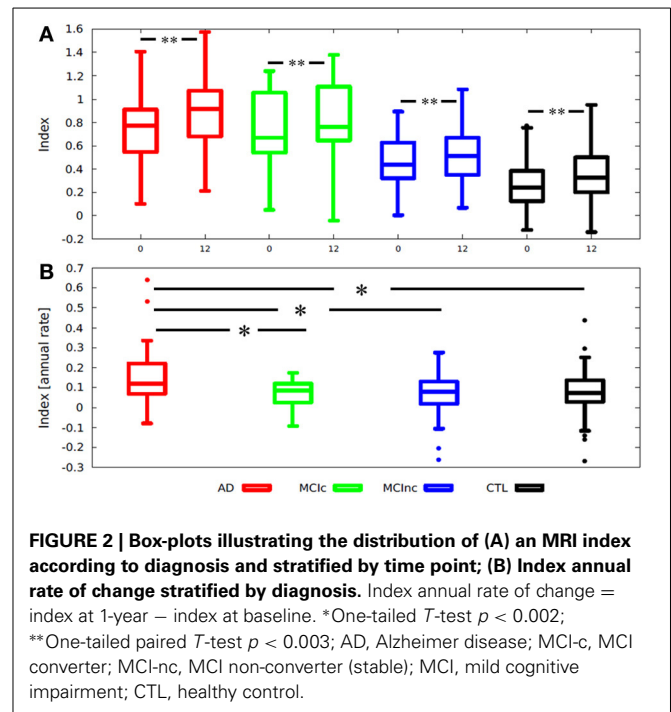 A
1.6
1.4
1.2
1
0.8
0.6
0.4
0.2
0
-0.2
Index
** ** ** **
0 12 0 12 0 12 0 12
B
0.7
0.6
0.5
0.4
0.3
0.2
0.1
0
-0.1
-0.2
-0.3
Index [annual rate]
*
*
*
AD MCIc MCInc CTL
FIGURE 2 | Box-plots illustrating the distribution of (A) an MRI index
according to diagnosis and stratified by time point; (B) Index annual
rate of change stratified by diagnosis. Index annual rate of change =
index at 1-year − index at baseline. *One-tailed T-test p < 0.002;
**One-tailed paired T-test p < 0.003; AD, Alzheimer disease; MCI-c, MCI
converter; MCI-nc, MCI non-converter (stable); MCI, mild cognitive
impairment; CTL, healthy control.